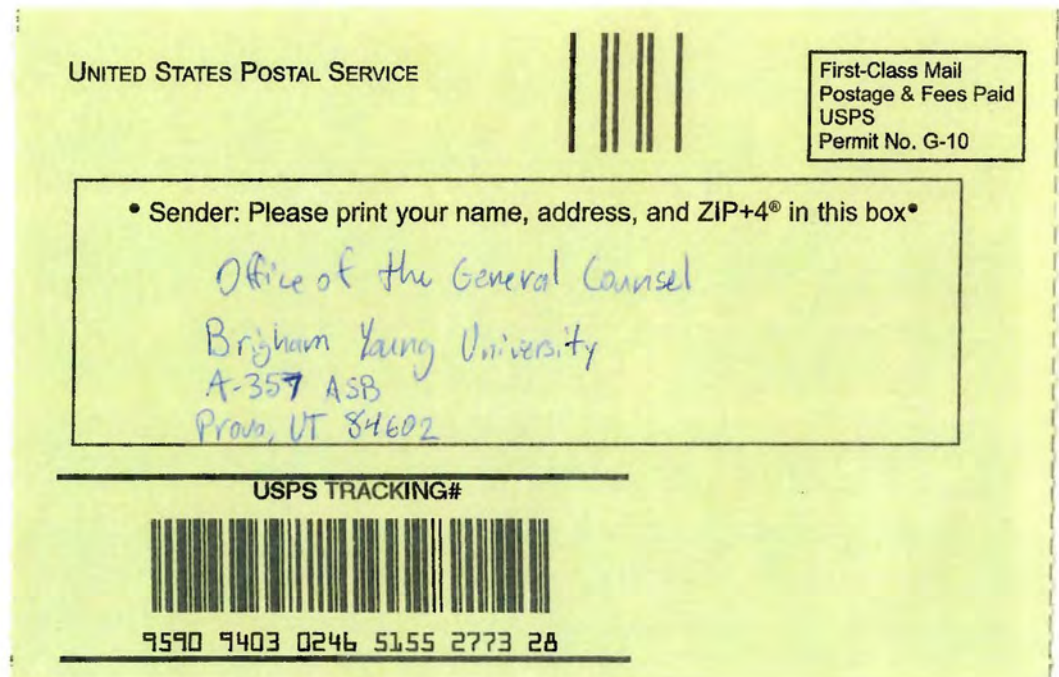 UNITED STATES POSTAL SERVICE
First-Class Mail
Postage & Fees Paid
USPS
Permit No. G-10
• Sender: Please print your name, address, and ZIP+4® in this box•
Office of the General Counsel
Brigham Young University
A-357 ASB
Provo, UT 84602
USPS TRACKING#
9590 9403 0246 5155 2773 28